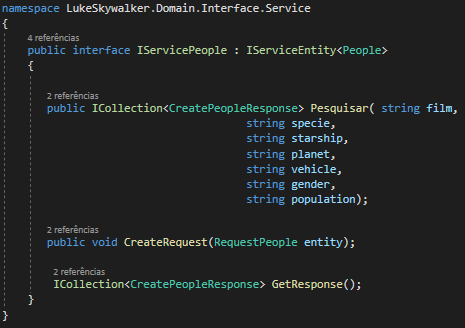 namespace LukeSkywalker.Domain.Interface.Service
{
4 referências
public interface IServicePeople : IServiceEntity<People>
{
2 referências
public ICollection<CreatePeopleResponse> Pesquisar( string film,
string specie,
string starship,
string planet,
string vehicle,
string gender,
string population);
2 referências
public void CreateRequest(RequestPeople entity);
2 referências
ICollection<CreatePeopleResponse> GetResponse();
}
}